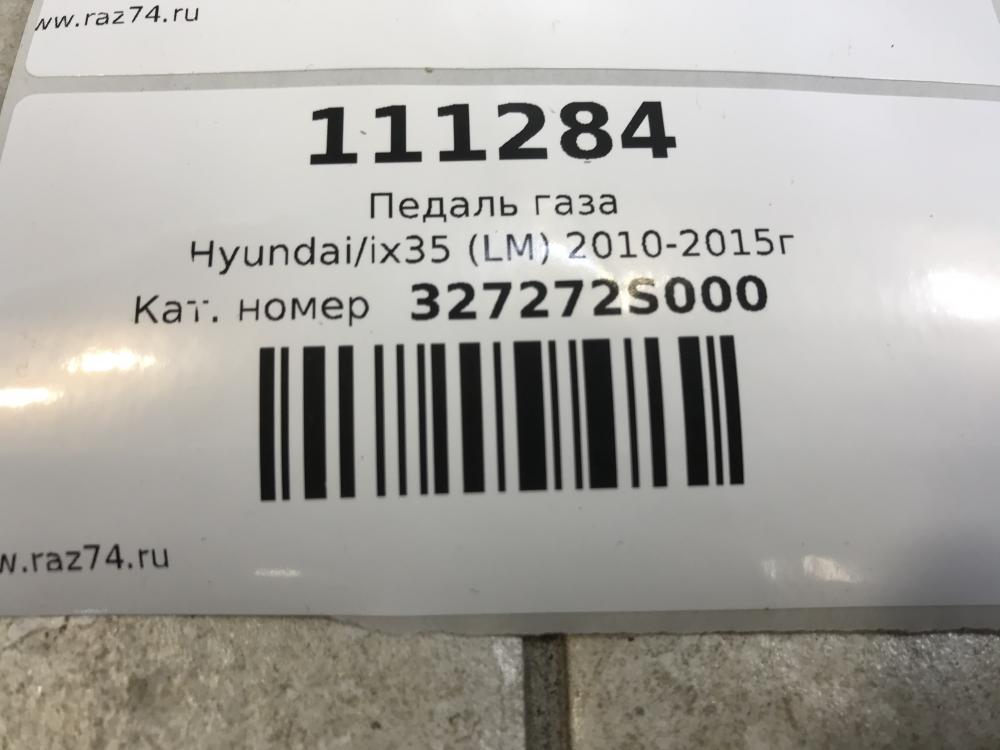 ww.raz74.ru
111284
Педаль газа
Hyundai/ix35 (LM) 2010-2015г
Кат. номер 327272S000
w.raz74.ru